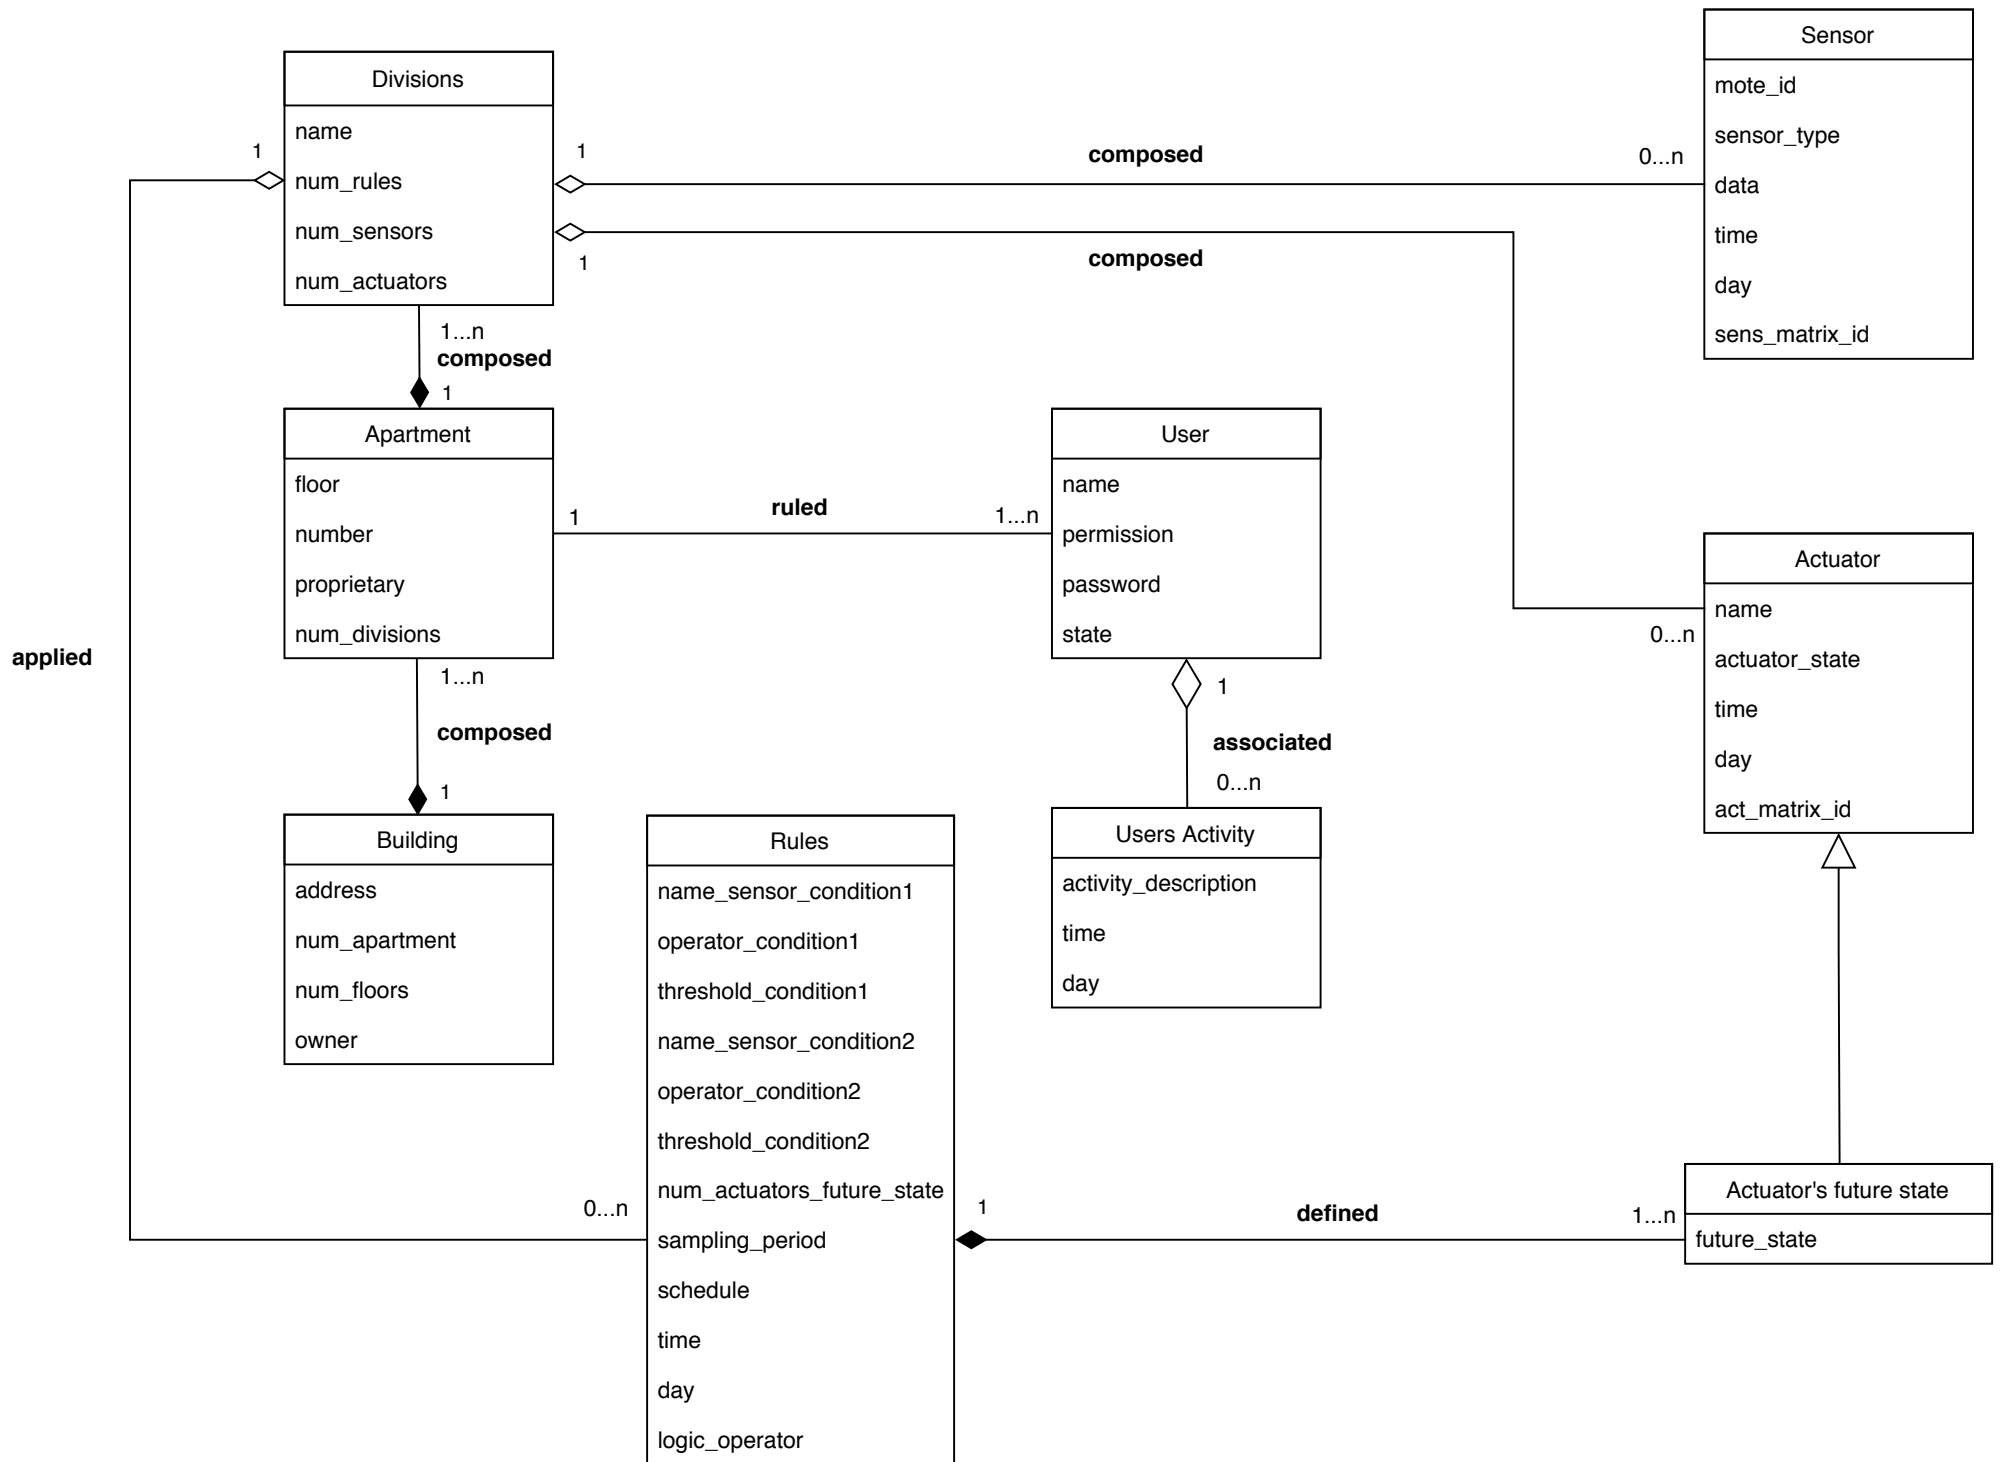 Sensor
mote_id
sensor_type
data
time
day
sens_matrix_id
Divisions
name
num_rules
num_sensors
num_actuators
1
1
composed
0...n
1
composed
1...n
composed
1
Apartment
floor
number
proprietary
num_divisions
1
ruled
1...n
User
name
permission
password
state
Actuator
name
actuator_state
time
day
act_matrix_id
0...n
applied
1...n
composed
1
1
associated
0...n
Building
address
num_apartment
num_floors
owner
Rules
name_sensor_condition1
operator_condition1
threshold_condition1
name_sensor_condition2
operator_condition2
threshold_condition2
num_actuators_future_state
sampling_period
schedule
time
day
logic_operator
Users Activity
activity_description
time
day
0...n
1
defined
1...n
Actuator's future state
future_state